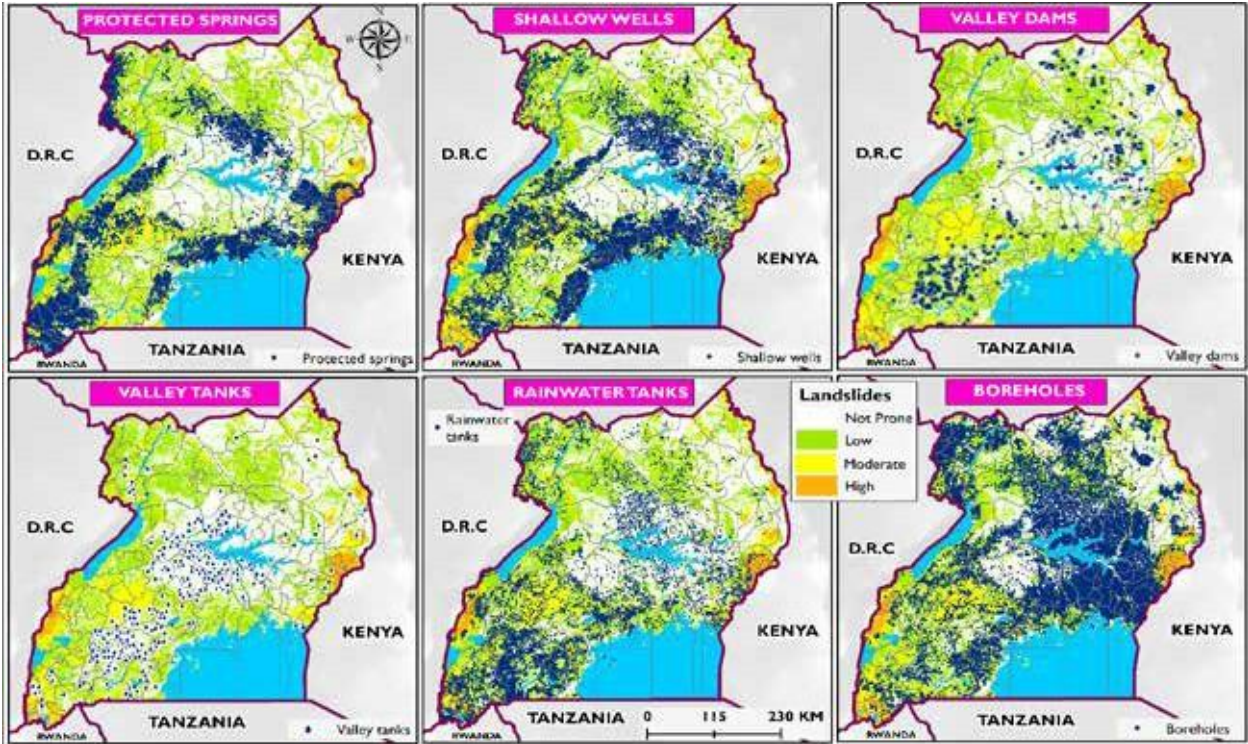 PROTECTED SPRINGS
W
D.R.C
KENYA
TANZANIA
RWANDA
Protected springs
SHALLOW WELLS
D.R.C
KENYA
TANZANIA
RWANDA
Shallow wells
VALLEY DAMS
D.R.C
KENYA
TANZANIA
RWANDA
Valley dams
VALLEY TANKS
D.R.C
KENYA
TANZANIA
RWANDA
Valley tanks
RAINWATER TANKS
Rainwater
tanks
D.R.C
KENYA
TANZANIA
RWANDA
0 115 230 KM
Landslides
Not Prone
Low
Moderate
High
BOREHOLES
D.R.C
KENYA
TANZANIA
RWANDA
Boreholes